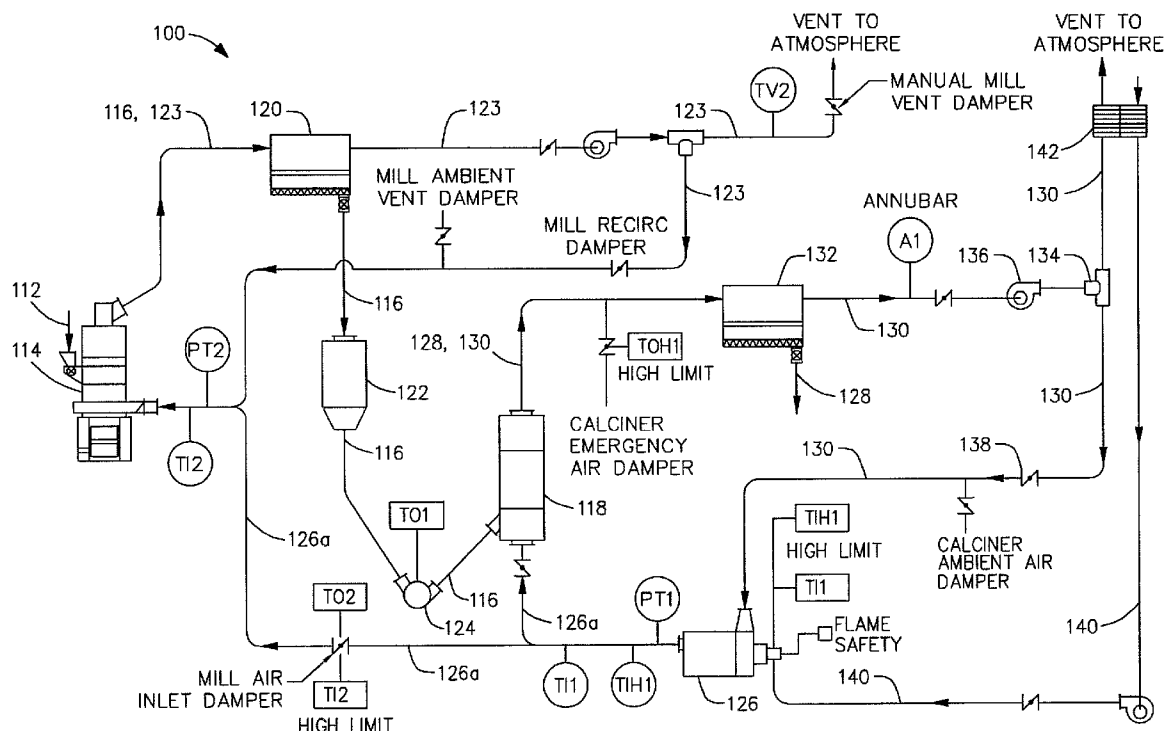 100
VENT TO
ATMOSPHERE
VENT TO
ATMOSPHERE
TV2
MANUAL MILL
VENT DAMPER
116, 123
120
123
123
142
MILL AMBIENT
VENT DAMPER
123
130
ANNUBAR
MILL RECIRC
DAMPER
A1
132
136
134
112
116
130
114
PT2
128, 130
TOH1
HIGH LIMIT
122
128
130
CALCINER
EMERGENCY
AIR DAMPER
TI2
116
130
138
118
126a
TO1
TIH1
HIGH LIMIT
CALCINER
AMBIENT AIR
DAMPER
TI1
TO2
116
PT1
124
126a
FLAME
SAFETY
140
MILL AIR
INLET DAMPER
126a
TI2
HIGH LIMIT
TI1
TIH1
126
140